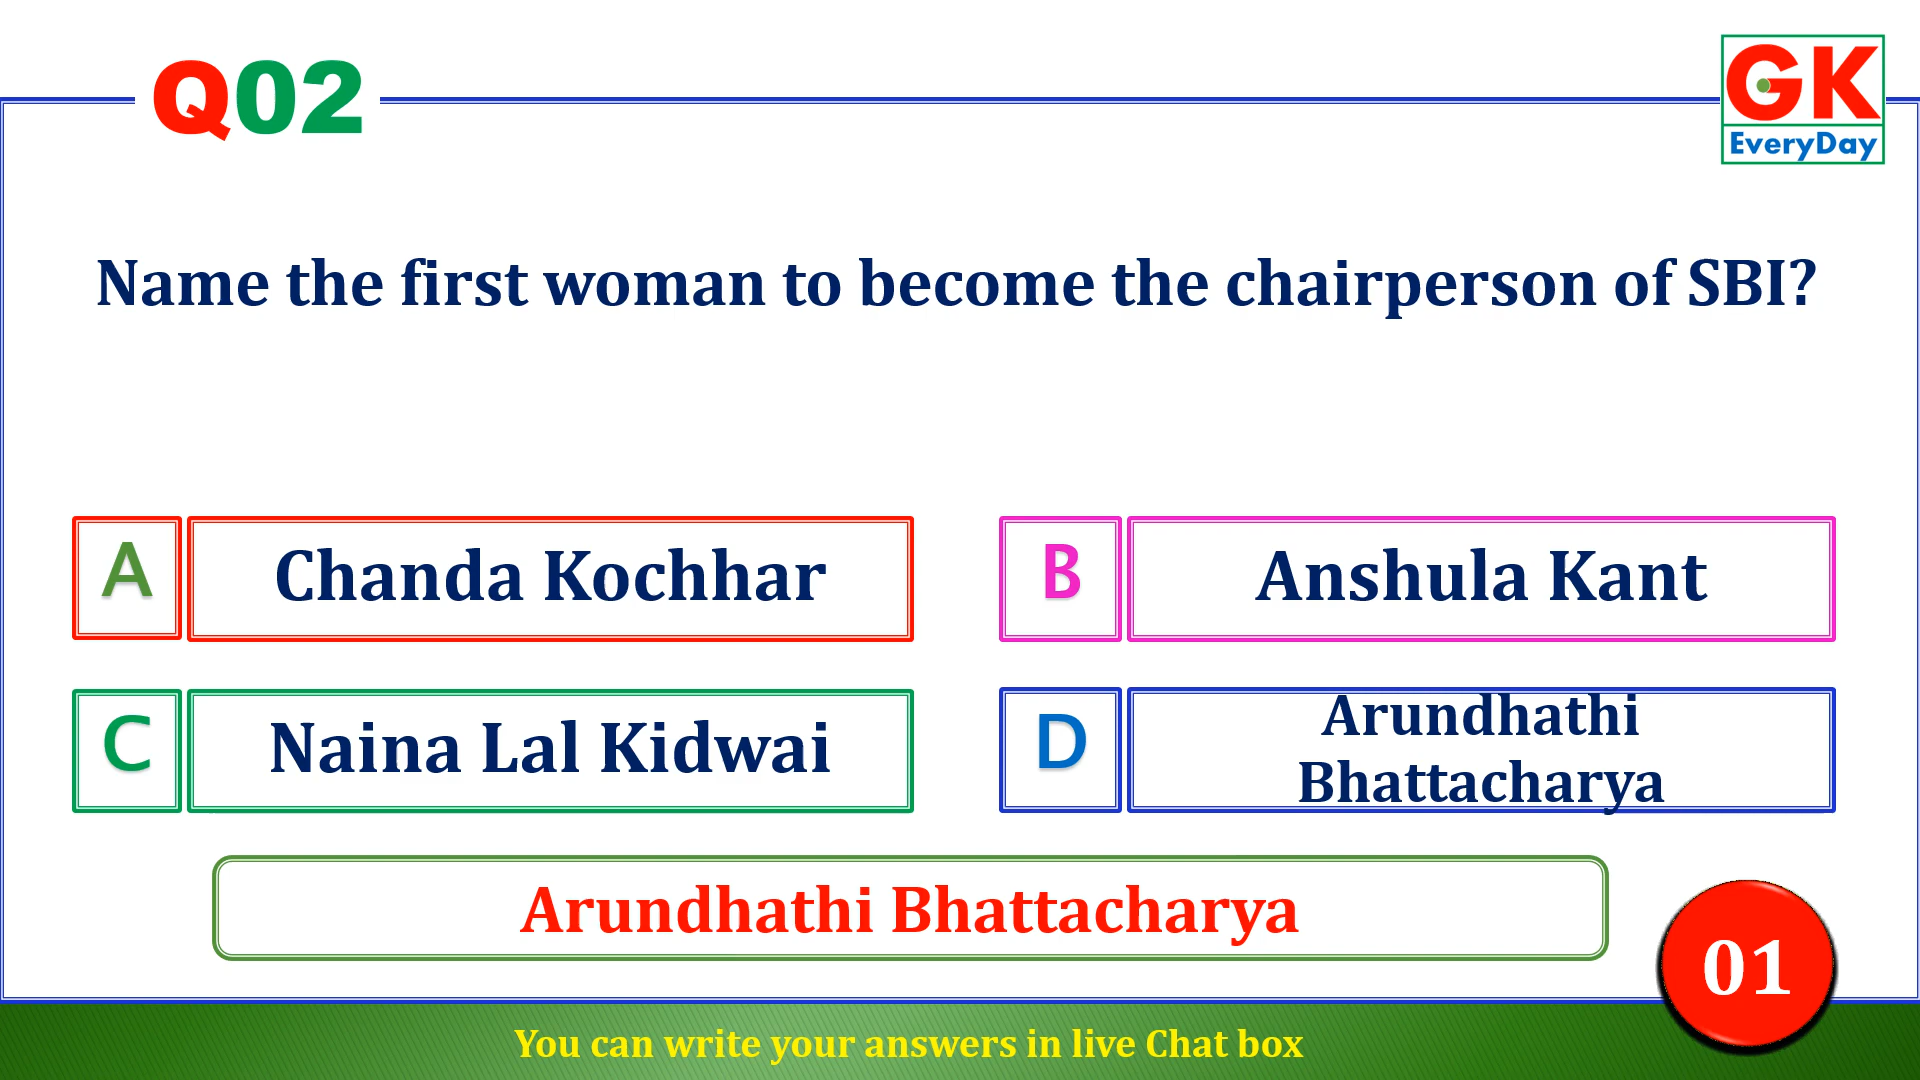 Q02
GK
EveryDay
Name the first woman to become the chairperson of SBI?
A
Chanda Kochhar
B
Anshula Kant
C
Naina Lal Kidwai
D
Arundhathi
Bhattacharya
Arundhathi Bhattacharya
01
You can write your answers in live Chat box